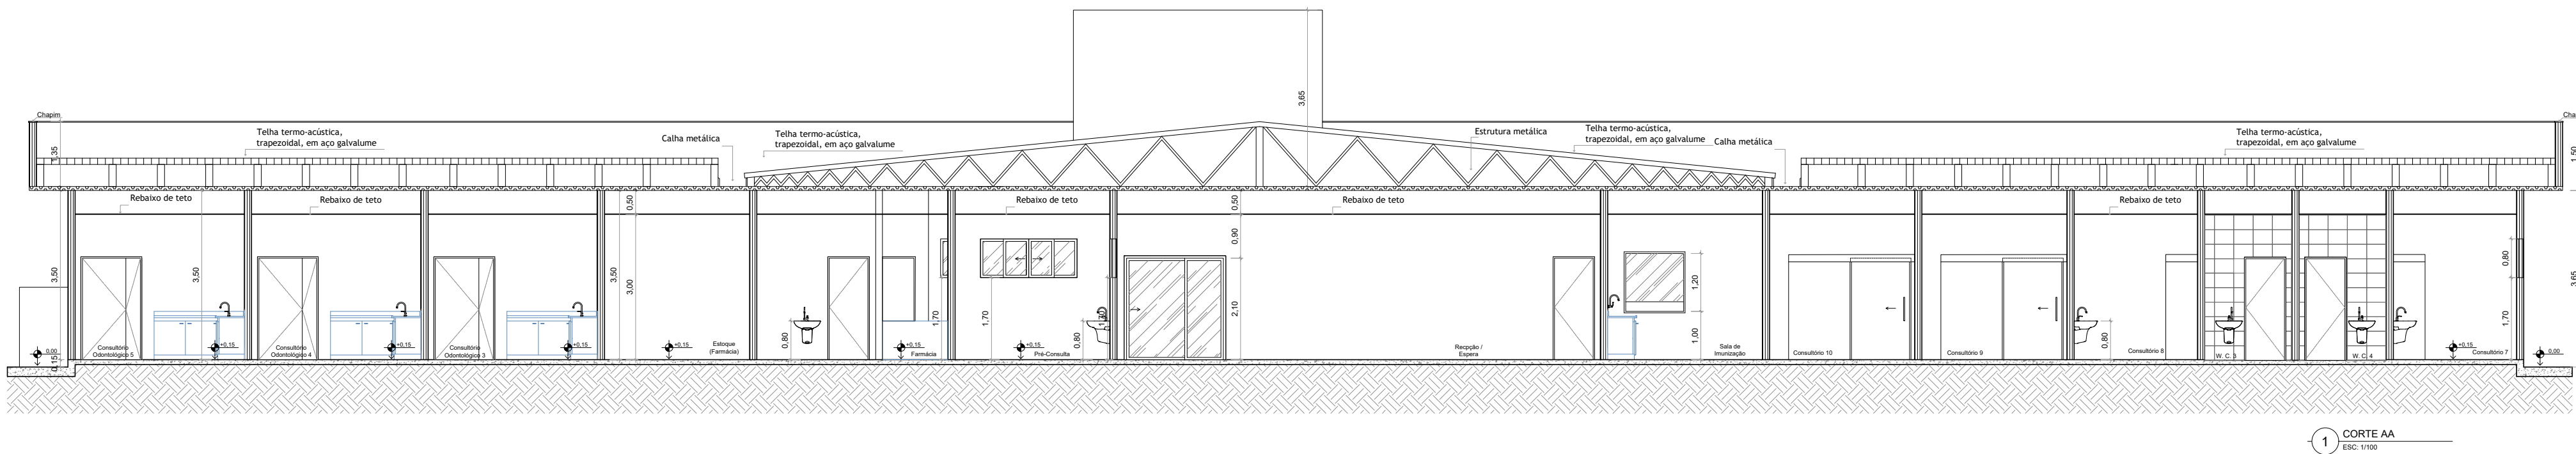 3,65
Chapim
Cha
1,35
Telha termo-acústica,
trapezoidal, em aço galvalume
Calha metálica
Telha termo-acústica,
trapezoidal, em aço galvalume
Estrutura metálica
Telha termo-acústica,
trapezoidal, em aço galvalume
Calha metálica
Telha termo-acústica,
trapezoidal, em aço galvalume
1,50
Rebaixo de teto
Rebaixo de teto
0,50
Rebaixo de teto
0,50
Rebaixo de teto
Rebaixo de teto
3,50
3,50
3,50
3,00
0,90
2,10
1,70
1,70
1,70
0,80
0,80
1,20
1,00
0,80
0,80
1,70
3,65
0,00
0,15
Consultório
Odontológico 5
+0,15
Consultório
Odontológico 4
+0,15
Consultório
Odontológico 3
+0,15
+0,15
Estoque
(Farmácia)
+0,15
Farmácia
+0,15
Pré-Consulta
Recpção /
Espera
Sala de
Imunização
Consultório 10
Consultório 9
Consultório 8
W. C. 3
W. C. 4
+0,15
Consultório 7
0,00
1
CORTE AA
ESC: 1/100